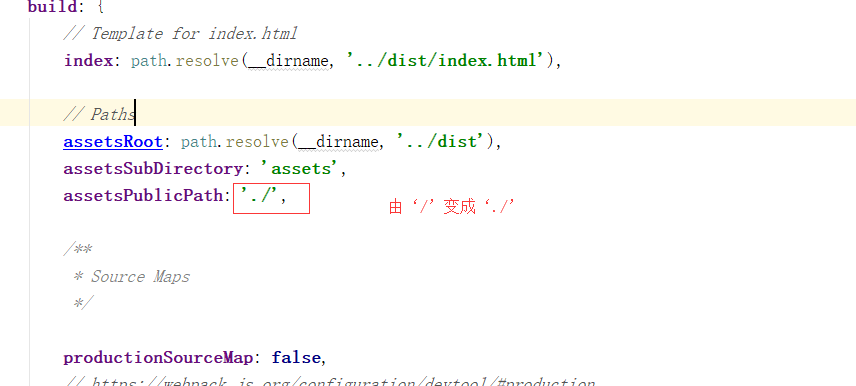 build: {
// Template for index.html
index: path.resolve(__dirname, '../dist/index.html'),
// Paths
assetsRoot: path.resolve(__dirname, '../dist'),
assetsSubDirectory: 'assets',
assetsPublicPath: './',
由‘/’变成‘./’
/**
* Source Maps
*/
productionSourceMap: false,
// https://webpack.js.org/configuration/devtool/#production